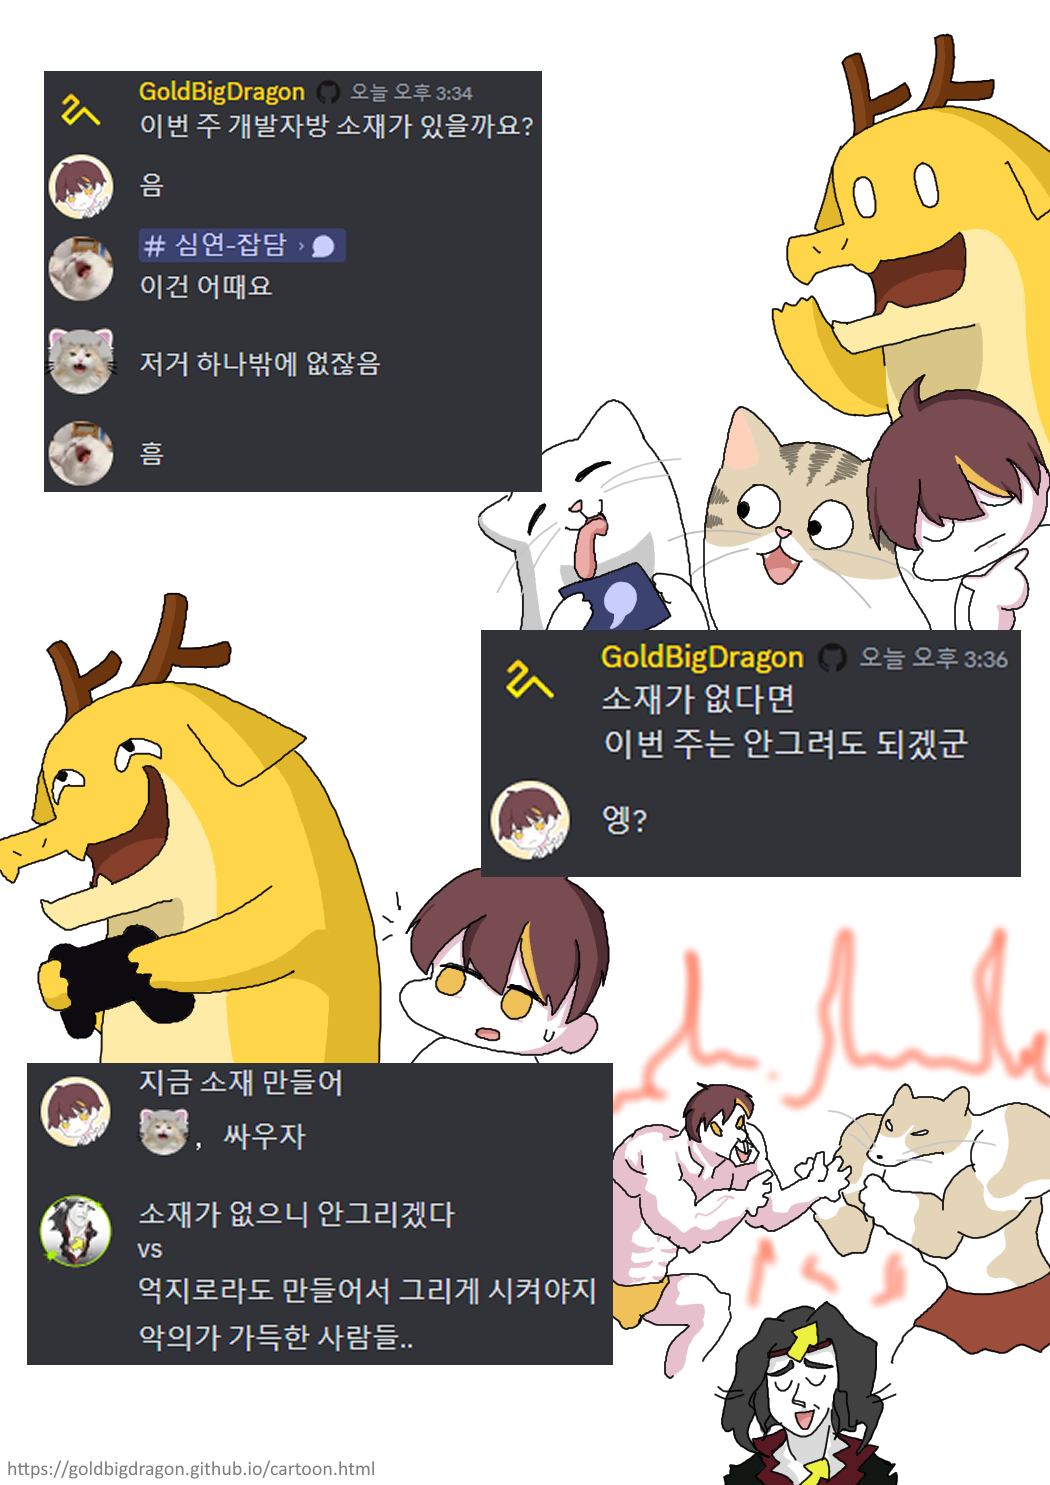 GoldBigDragon 오늘 오후 3:34
이번 주 개발자방 소재가 있을까요?
음
# 심연-잡담 ›
이건 어때요
저거 하나밖에 없잖음
흠
GoldBigDragon 오늘 오후 3:36
소재가 없다면
이번 주는 안그려도 되겠군
엥?
지금 소재 만들어
, 싸우자
소재가 없으니 안그리겠다
vs
억지로라도 만들어서 그리게 시켜야지
악의가 가득한 사람들..
https://goldbigdragon.github.io/cartoon.html